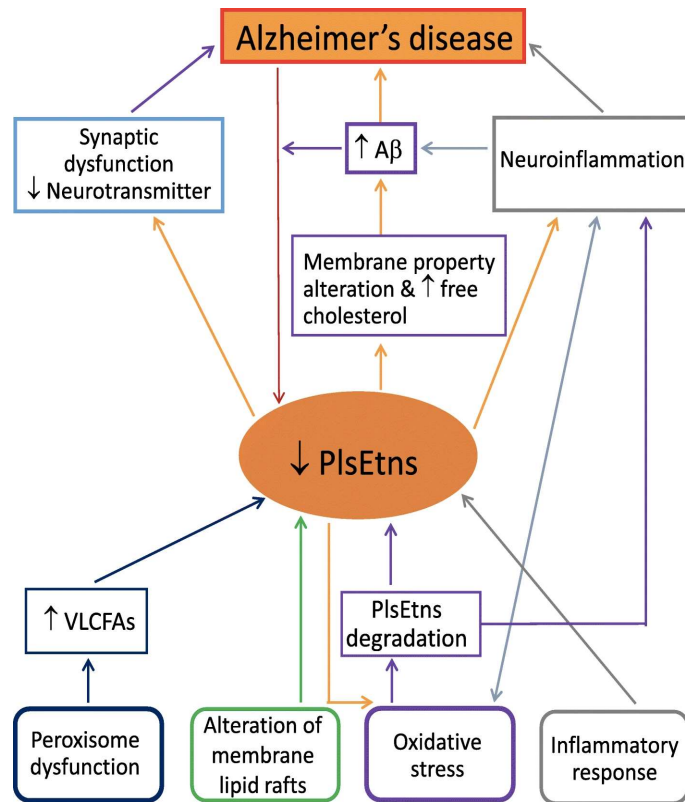 Alzheimer's disease
Synaptic
dysfunction
↓ Neurotransmitter
↑ Aβ
Neuroinflammation
Membrane property
alteration & ↑ free
cholesterol
↓ PlsEtns
↑ VLCFAs
PlsEtns
degradation
Peroxisome
dysfunction
Alteration of
membrane
lipid rafts
Oxidative
stress
Inflammatory
response